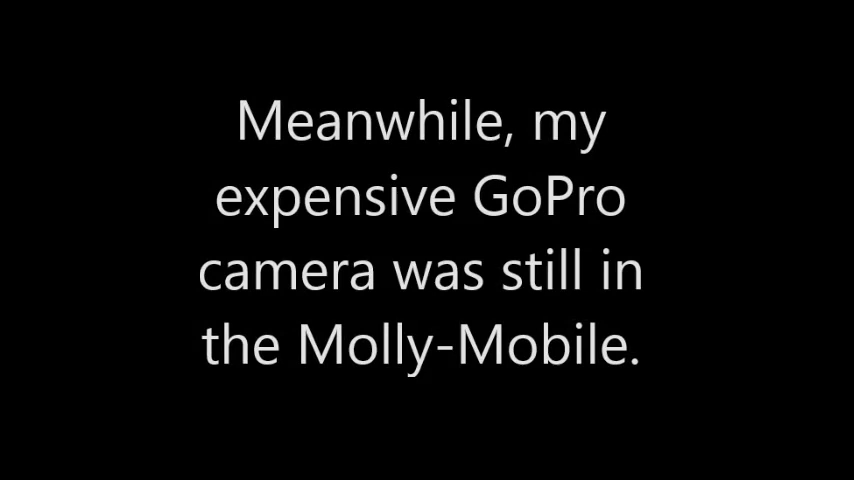 Meanwhile, my
expensive GoPro
camera was still in
the Molly-Mobile.